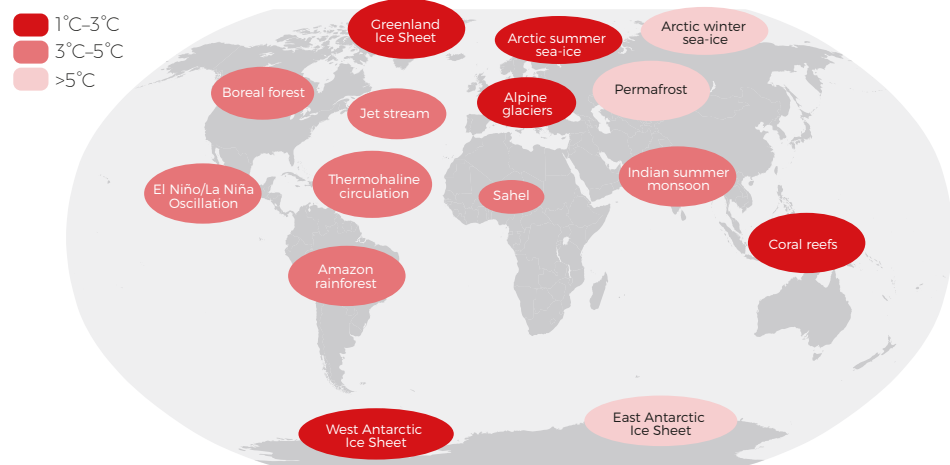 1°C–3°C
3°C–5°C
>5°C
Greenland
Ice Sheet
Arctic summer
sea-ice
Arctic winter
sea-ice
Boreal forest
Jet stream
Alpine
glaciers
Permafrost
El Niño/La Niña
Oscillation
Thermohaline
circulation
Sahel
Indian summer
monsoon
Coral reefs
Amazon
rainforest
West Antarctic
Ice Sheet
East Antarctic
Ice Sheet